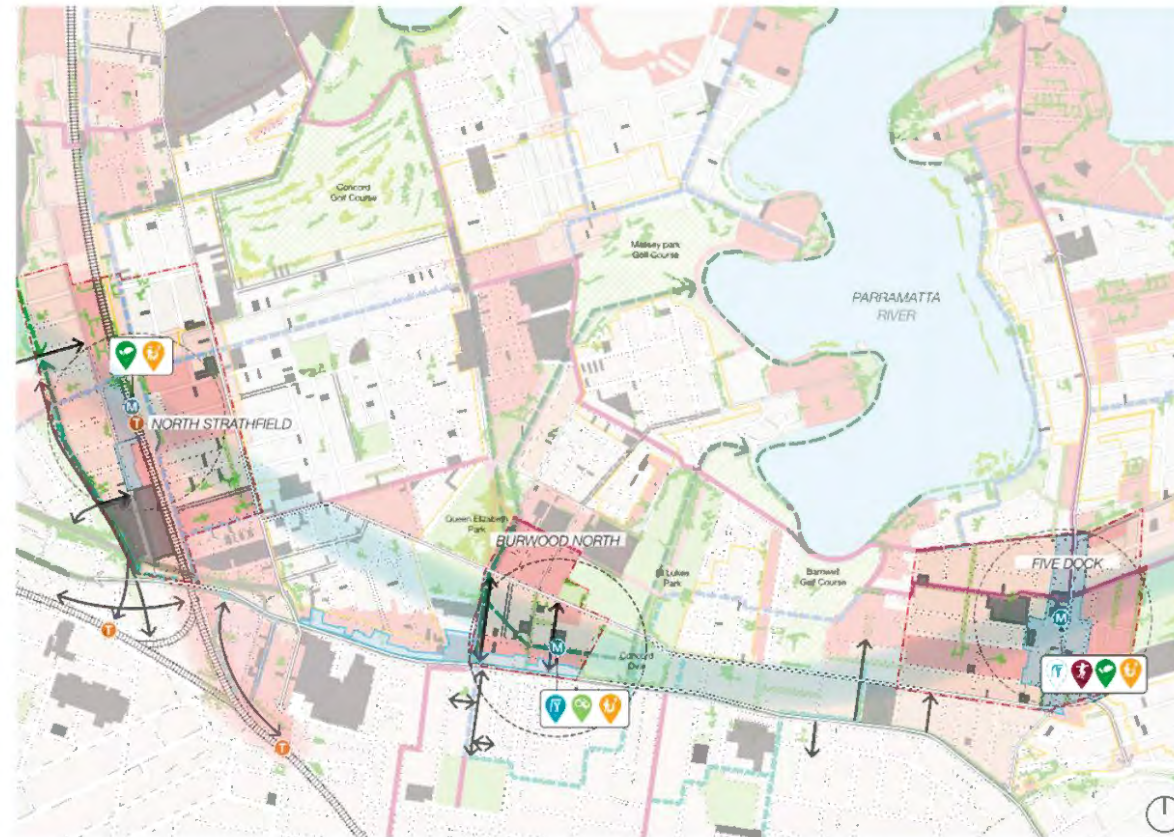 Concord
Golf Course
Massey park
Golf Course
PARRAMATTA
RIVER
M
T
NORTH STRATHFIELD
Queen Elizabeth
Park
BURWOOD NORTH
St Lukes
Park
Barnwell
Golf Course
FIVE DOCK
M
M
Concord
Oval
T
T